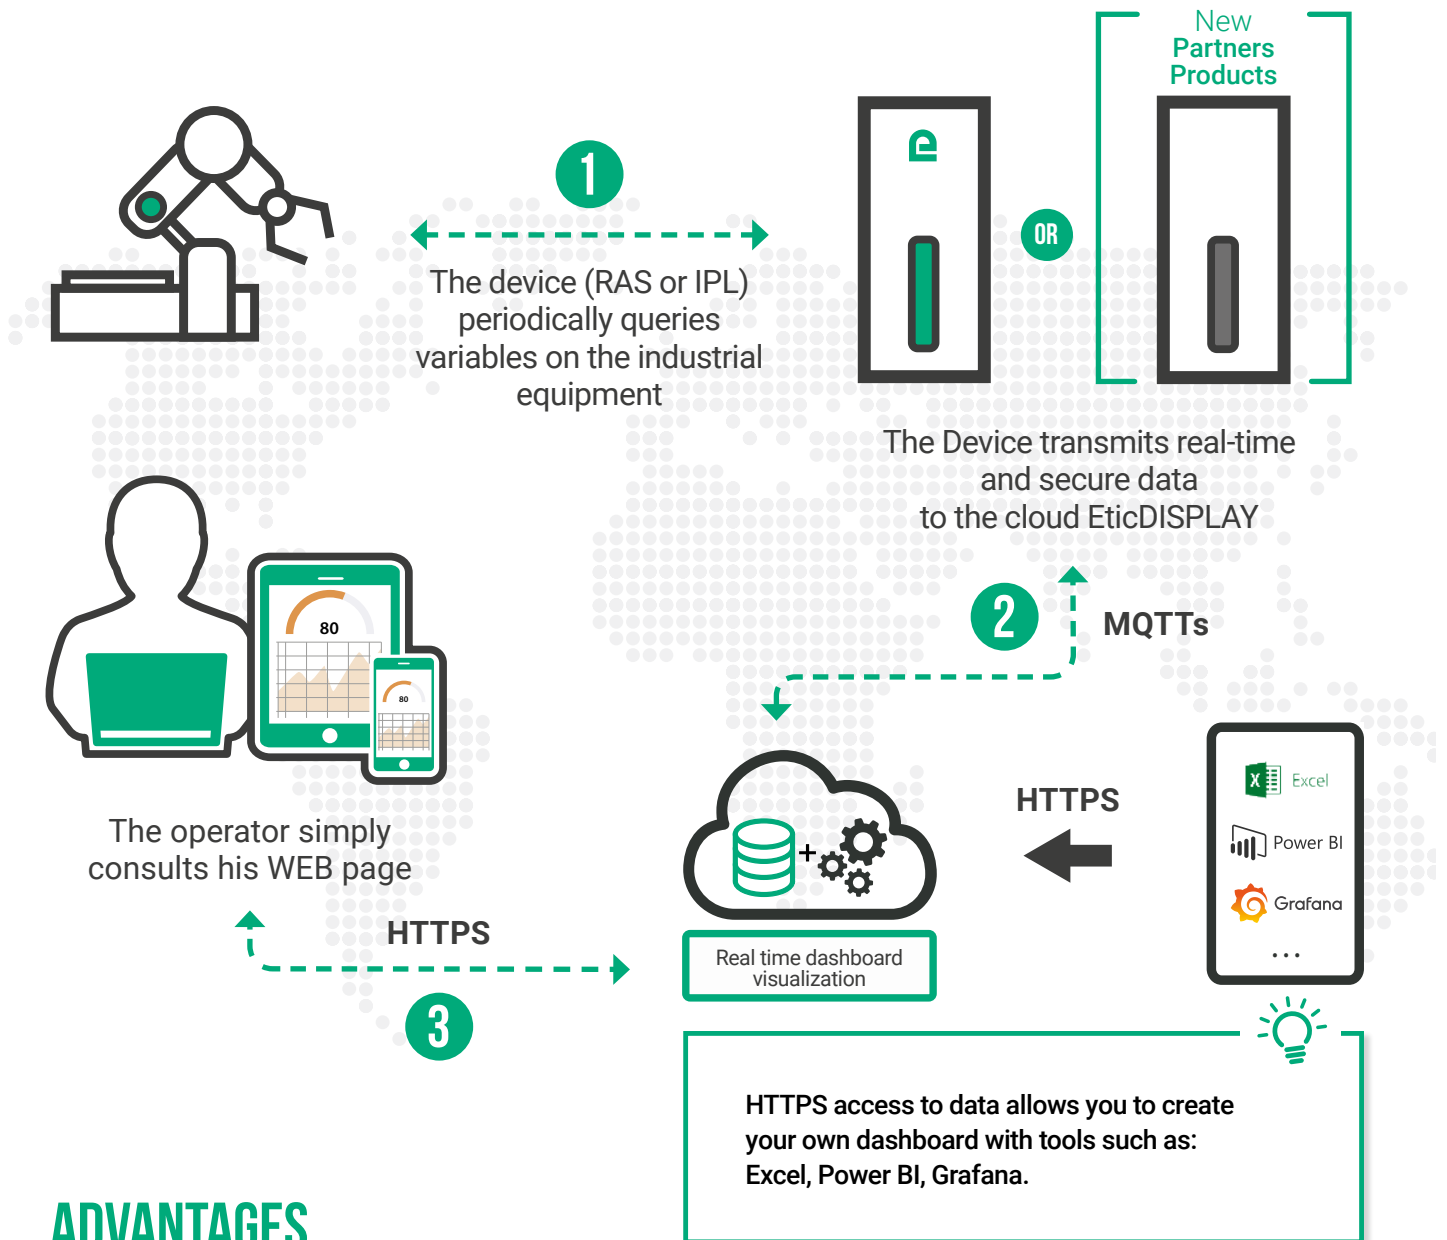 New
Partners
Products
1
OR
The device (RAS or IPL)
periodically queries
variables on the industrial
equipment
The Device transmits real-time
and secure data
to the cloud EticDISPLAY
2
MQTTs
80
80
The operator simply
consults his WEB page
HTTPS
3
+
Real time dashboard
visualization
HTTPS
X
Excel
Power BI
Grafana
...
HTTPS access to data allows you to create
your own dashboard with tools such as:
Excel, Power BI, Grafana.
ADVANTAGES